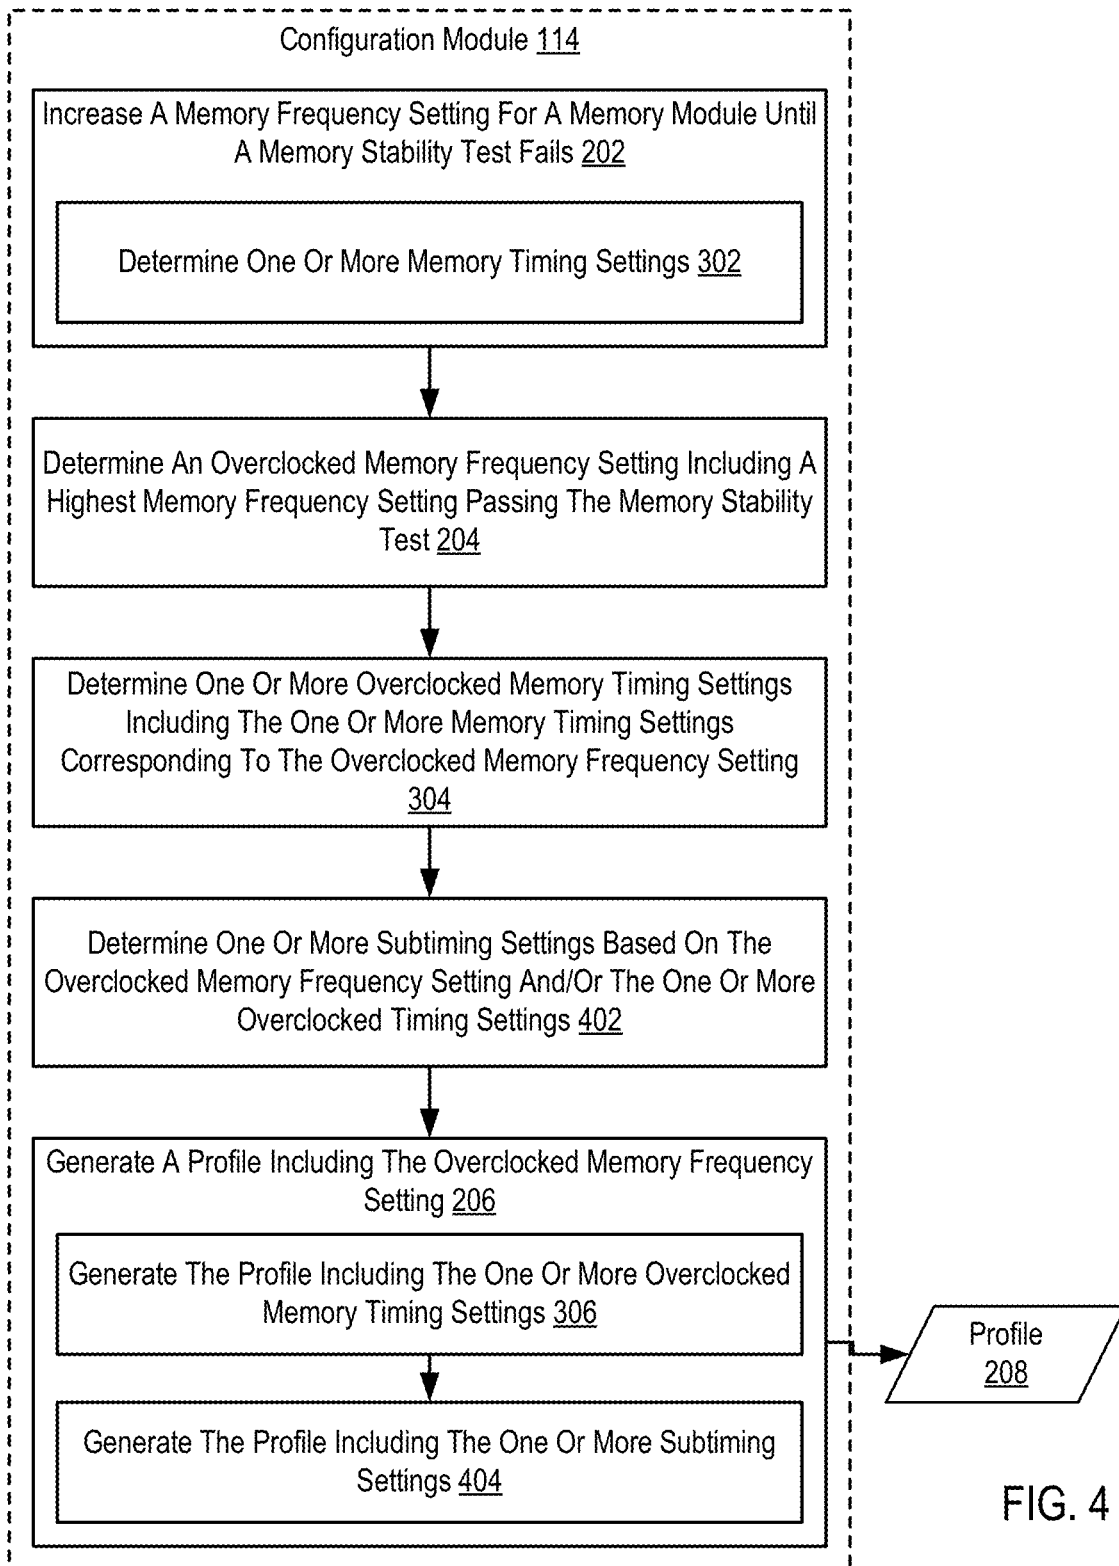 Configuration Module 114
Increase A Memory Frequency Setting For A Memory Module Until
A Memory Stability Test Fails 202
Determine One Or More Memory Timing Settings 302
Determine An Overclocked Memory Frequency Setting Including A
Highest Memory Frequency Setting Passing The Memory Stability
Test 204
Determine One Or More Overclocked Memory Timing Settings
Including The One Or More Memory Timing Settings
Corresponding To The Overclocked Memory Frequency Setting
304
Determine One Or More Subtiming Settings Based On The
Overclocked Memory Frequency Setting And/Or The One Or More
Overclocked Timing Settings 402
Generate A Profile Including The Overclocked Memory Frequency
Setting 206
Generate The Profile Including The One Or More Overclocked
Memory Timing Settings 306
Generate The Profile Including The One Or More Subtiming
Settings 404
Profile
208
FIG. 4